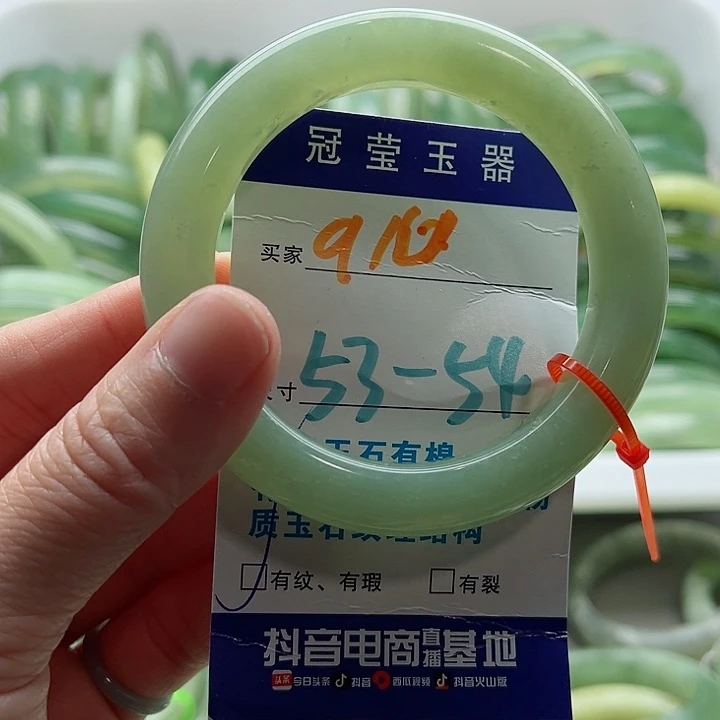 冠莹玉器
买家
53-54
寸
玉石有棉
质玉石纹理结构
有纹、有瑕 有裂
抖音电商直播基地
头条 今日头条 抖音 西瓜视频 抖音火山版